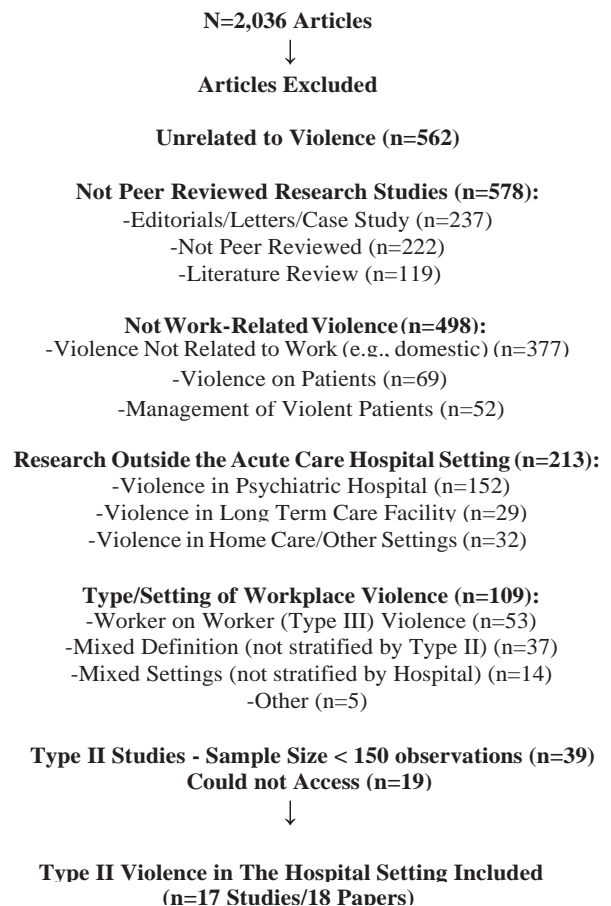 N=2,036 Articles
↓
Articles Excluded
Unrelated to Violence (n=562)
Not Peer Reviewed Research Studies (n=578):
-Editorials/Letters/Case Study (n=237)
-Not Peer Reviewed (n=222)
-Literature Review (n=119)
Not Work-Related Violence (n=498):
-Violence Not Related to Work (e.g., domestic) (n=377)
-Violence on Patients (n=69)
-Management of Violent Patients (n=52)
Research Outside the Acute Care Hospital Setting (n=213):
-Violence in Psychiatric Hospital (n=152)
-Violence in Long Term Care Facility (n=29)
-Violence in Home Care/Other Settings (n=32)
Type/Setting of Workplace Violence (n=109):
-Worker on Worker (Type III) Violence (n=53)
-Mixed Definition (not stratified by Type II) (n=37)
-Mixed Settings (not stratified by Hospital) (n=14)
-Other (n=5)
Type II Studies - Sample Size < 150 observations (n=39)
Could not Access (n=19)
↓
Type II Violence in The Hospital Setting Included
(n=17 Studies/18 Papers)